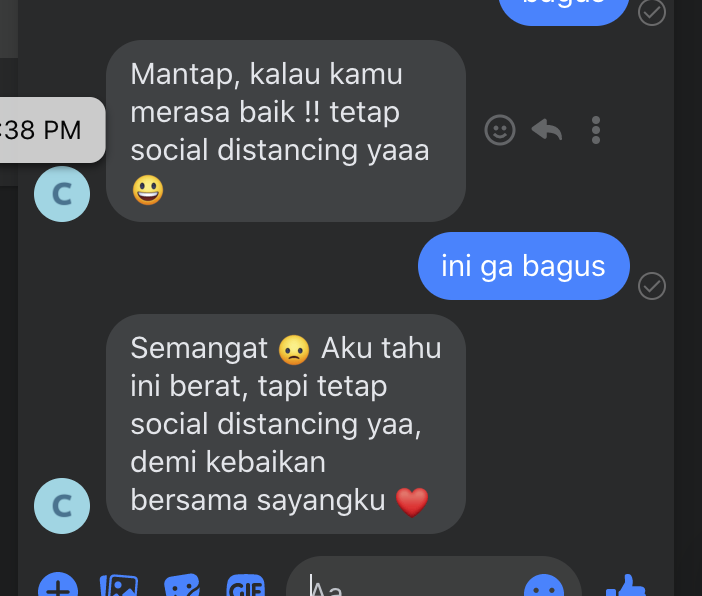 bagus
Mantap, kalau kamu
merasa baik !! tetap
social distancing yaaa
😃
:38 PM
C
ini ga bagus
Semangat 😞 Aku tahu
ini berat, tapi tetap
social distancing yaa,
demi kebaikan
bersama sayangku ❤️
C
GIF
Aa